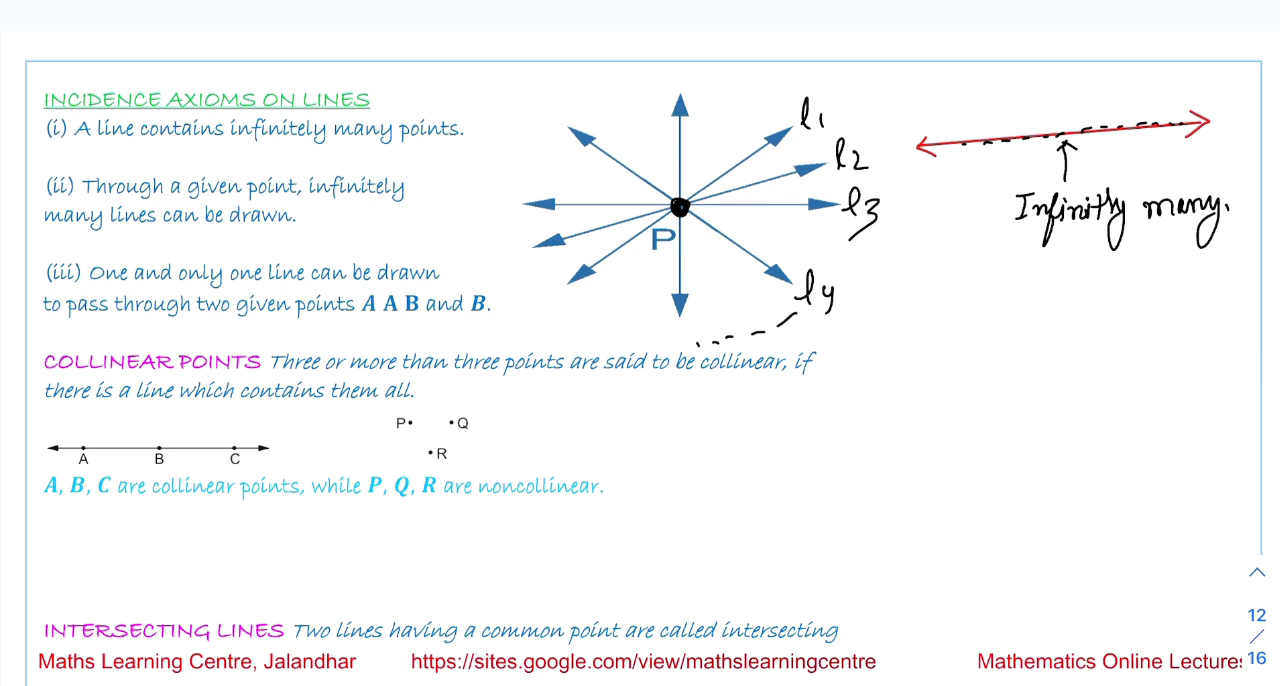 INCIDENCE AXIOMS ON LINES
(i) A line contains infinitely many points.
(ii) Through a given point, infinitely
many lines can be drawn.
(iii) One and only one line can be drawn
to pass through two given points A A B and B.
l1
l2
l3
l4
P
Infinitly many.
COLLINEAR POINTS Three or more than three points are said to be collinear, if
there is a line which contains them all.
P Q
R
A B C
A, B, C are collinear points, while P, Q, R are noncollinear.
INTERSECTING LINES Two lines having a common point are called intersecting
Maths Learning Centre, Jalandhar https://sites.google.com/view/mathslearningcentre Mathematics Online Lectures
12
/
16